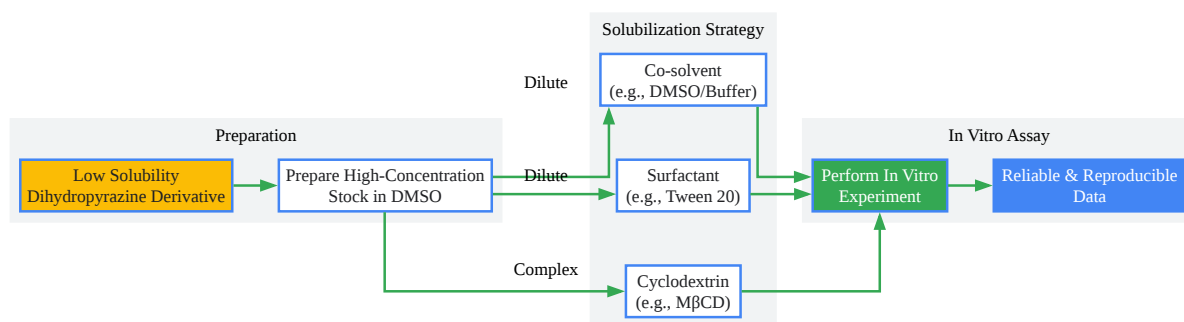 Solubilization Strategy
Dilute
Co-solvent
(e.g., DMSO/Buffer)
Preparation
In Vitro Assay
Low Solubility
Dihydropyrazine Derivative
Prepare High-Concentration
Stock in DMSO
Dilute
Surfactant
(e.g., Tween 20)
Perform In Vitro
Experiment
Reliable & Reproducible
Data
Complex
Cyclodextrin
(e.g., MβCD)